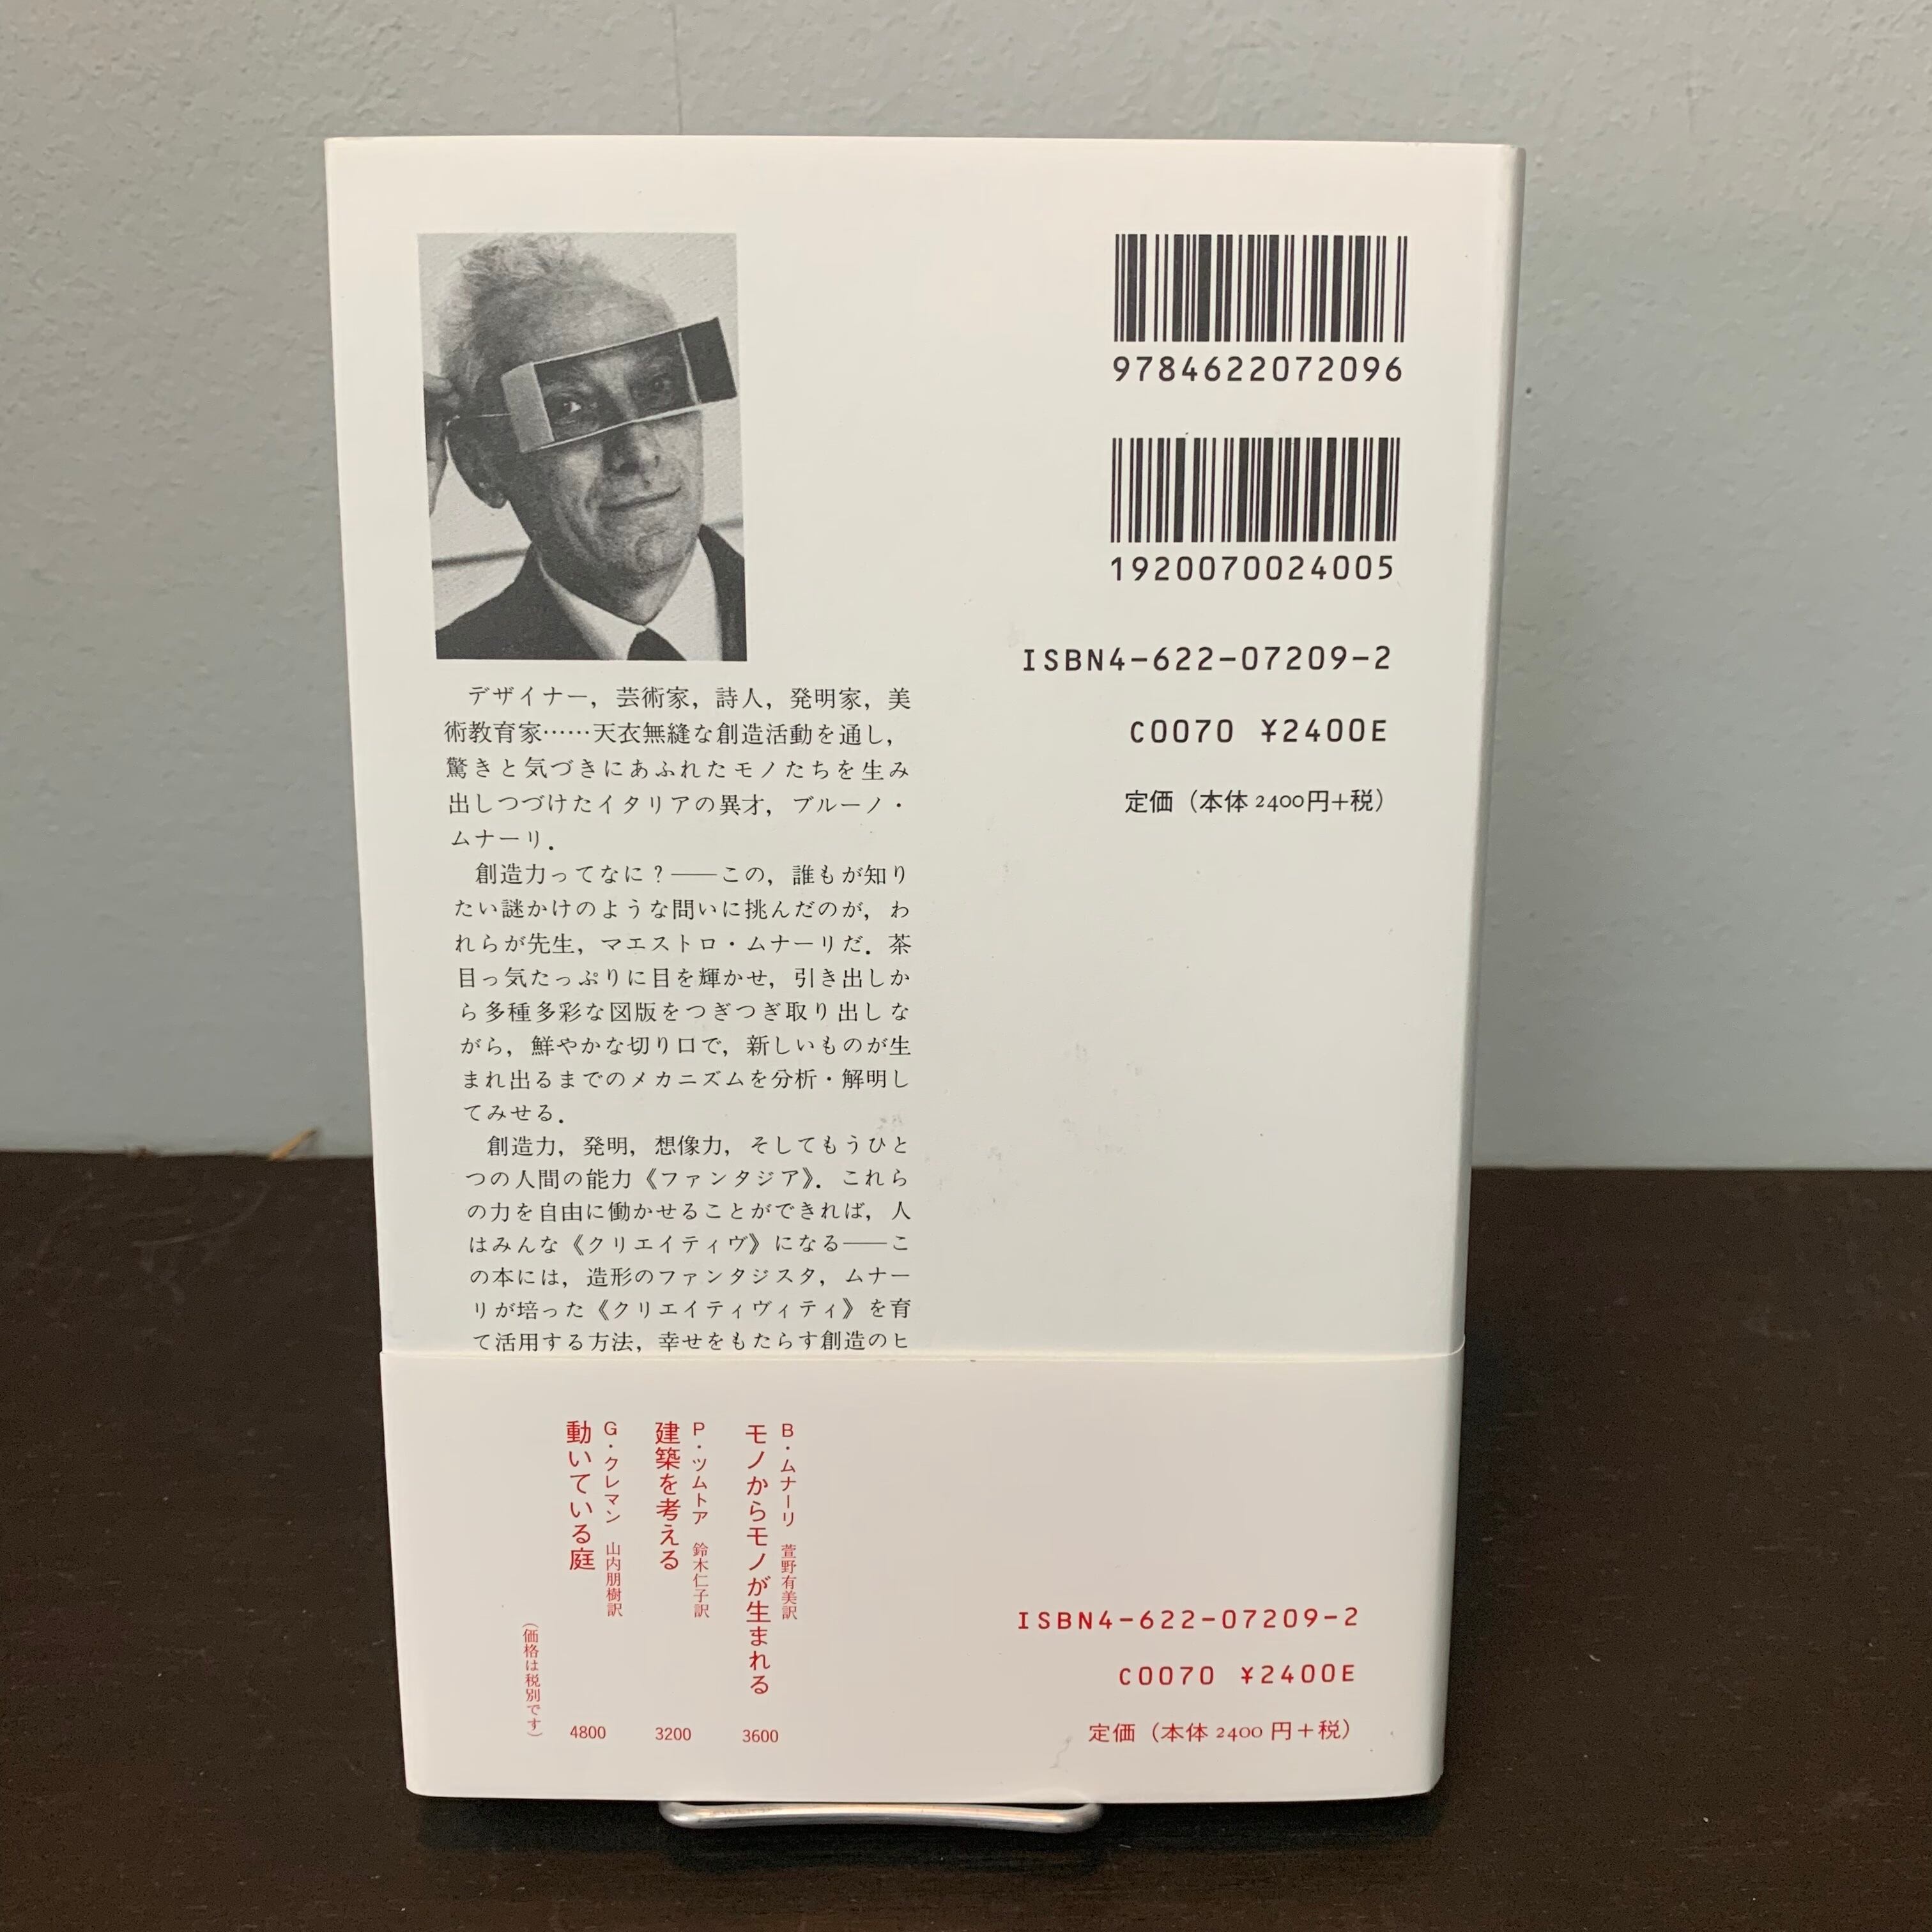 9784622072096
1920070024005
ISBN4-622-07209-2
C0070 ¥2400E
定価（本体2400円+税）
デザイナー，芸術家，詩人，発明家，美
術教育家……天衣無縫な創造活動を通し，
驚きと気づきにあふれたモノたちを生み
出しつづけたイタリアの異才，ブルーノ・
ムナーリ．
創造力ってなに？——この，誰もが知り
たい謎かけのような問いに挑んだのが，わ
れらが先生，マエストロ・ムナーリだ．茶
目っ気たっぷりに目を輝かせ，引き出しか
ら多種多彩な図版をつぎつぎ取り出しな
がら，鮮やかな切り口で，新しいものが生
まれ出るまでのメカニズムを分析・解明し
てみせる．
創造力，発明，想像力，そしてもうひと
つの人間の能力《ファンタジア》．これら
の力を自由に働かせることができれば，人
はみんな《クリエイティヴ》になる——こ
の本には，造形のファンタジスタ，ムナー
リが培った《クリエイティヴィティ》を育
て活用する方法，幸せをもたらす創造のヒ
B・ムナーリ 萱野有美訳
モノからモノが生まれる 3600
P・ツムトア 鈴木仁子訳
建築を考える 3200
G・クレマン 山内朋樹訳
動いている庭 4800
（価格は税別です）
ISBN4-622-07209-2
C0070 ¥2400E
定価（本体2400円＋税）